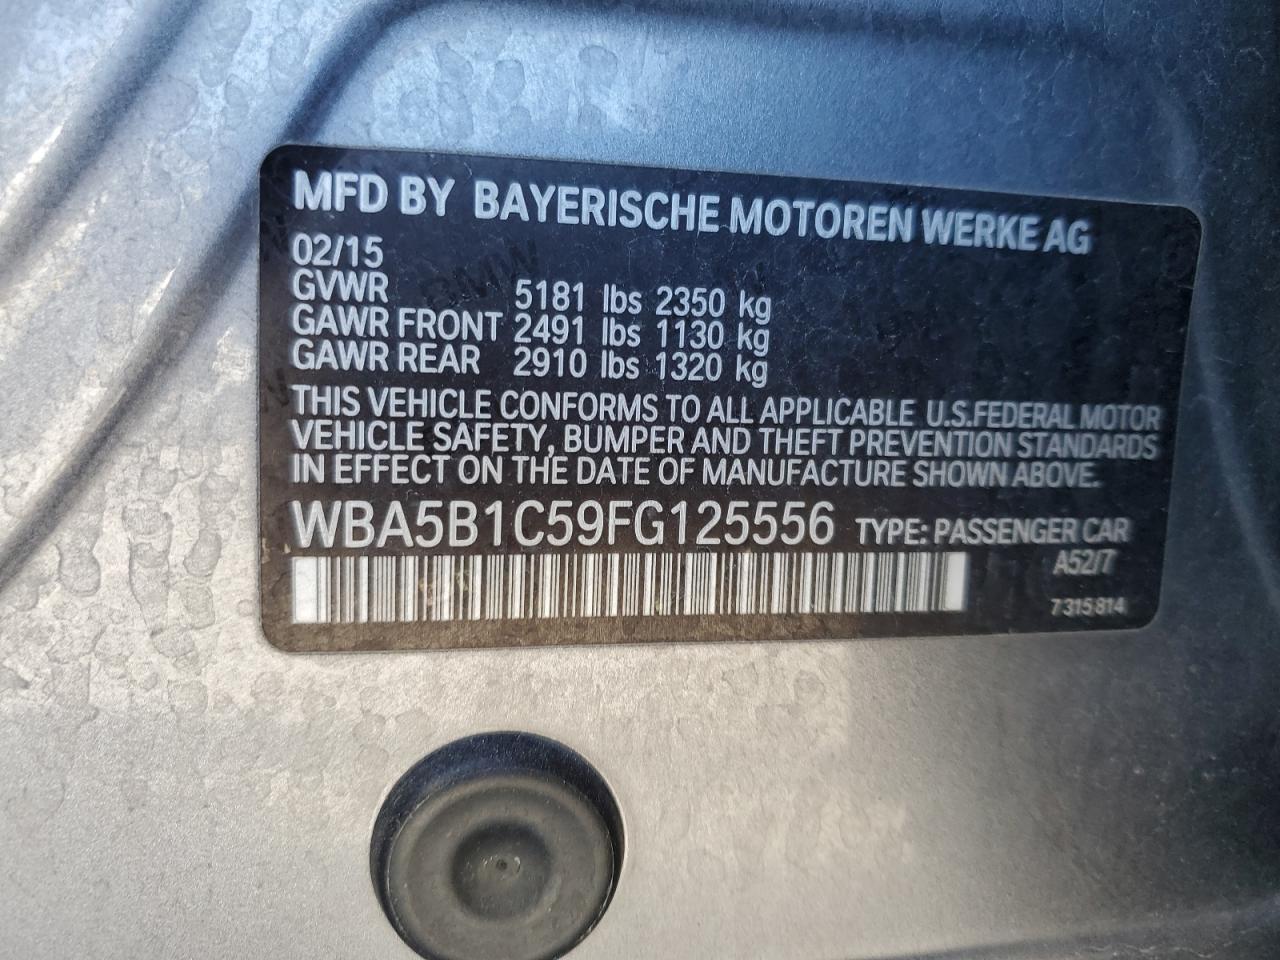 MFD BY BAYERISCHE MOTOREN WERKE AG
02/15
GVWR 5181 lbs 2350 kg
GAWR FRONT 2491 lbs 1130 kg
GAWR REAR 2910 lbs 1320 kg
THIS VEHICLE CONFORMS TO ALL APPLICABLE U.S.FEDERAL MOTOR
VEHICLE SAFETY, BUMPER AND THEFT PREVENTION STANDARDS
IN EFFECT ON THE DATE OF MANUFACTURE SHOWN ABOVE.
WBA5B1C59FG125556 TYPE: PASSENGER CAR
A52/7
7315814
BMW